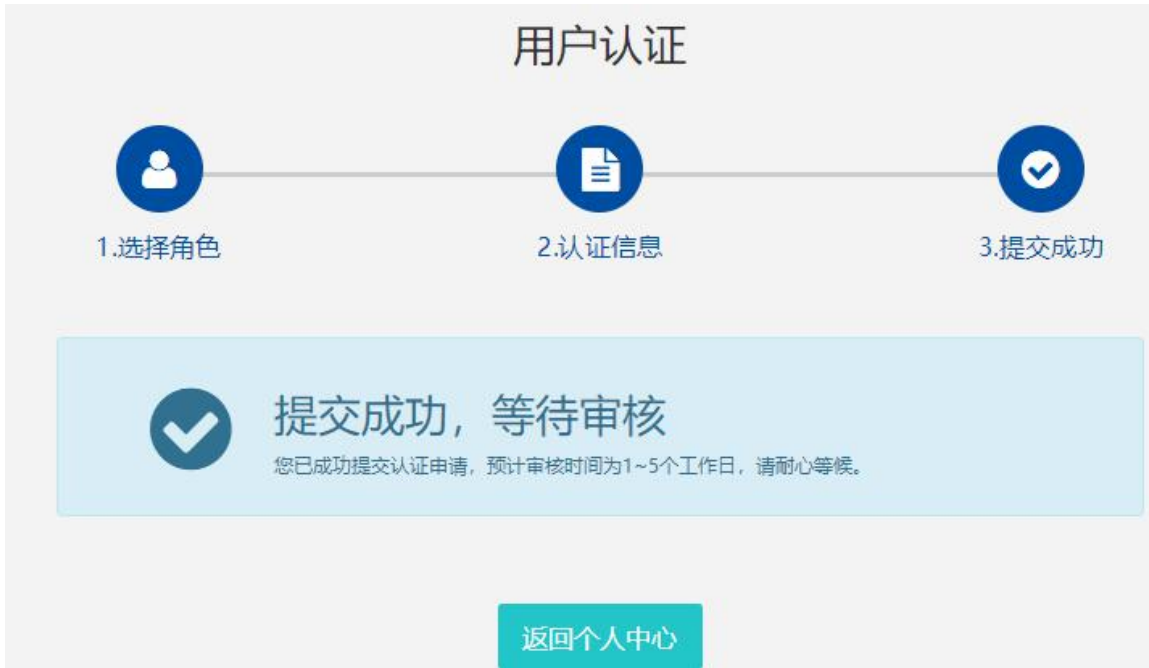 用户认证
1.选择角色
2.认证信息
3.提交成功
提交成功，等待审核
您已成功提交认证申请，预计审核时间为1~5个工作日，请耐心等候。
返回个人中心